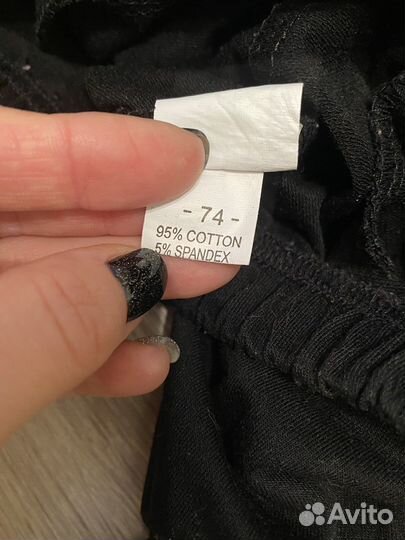 - 74 -
95% COTTON
5% SPANDEX
Avito